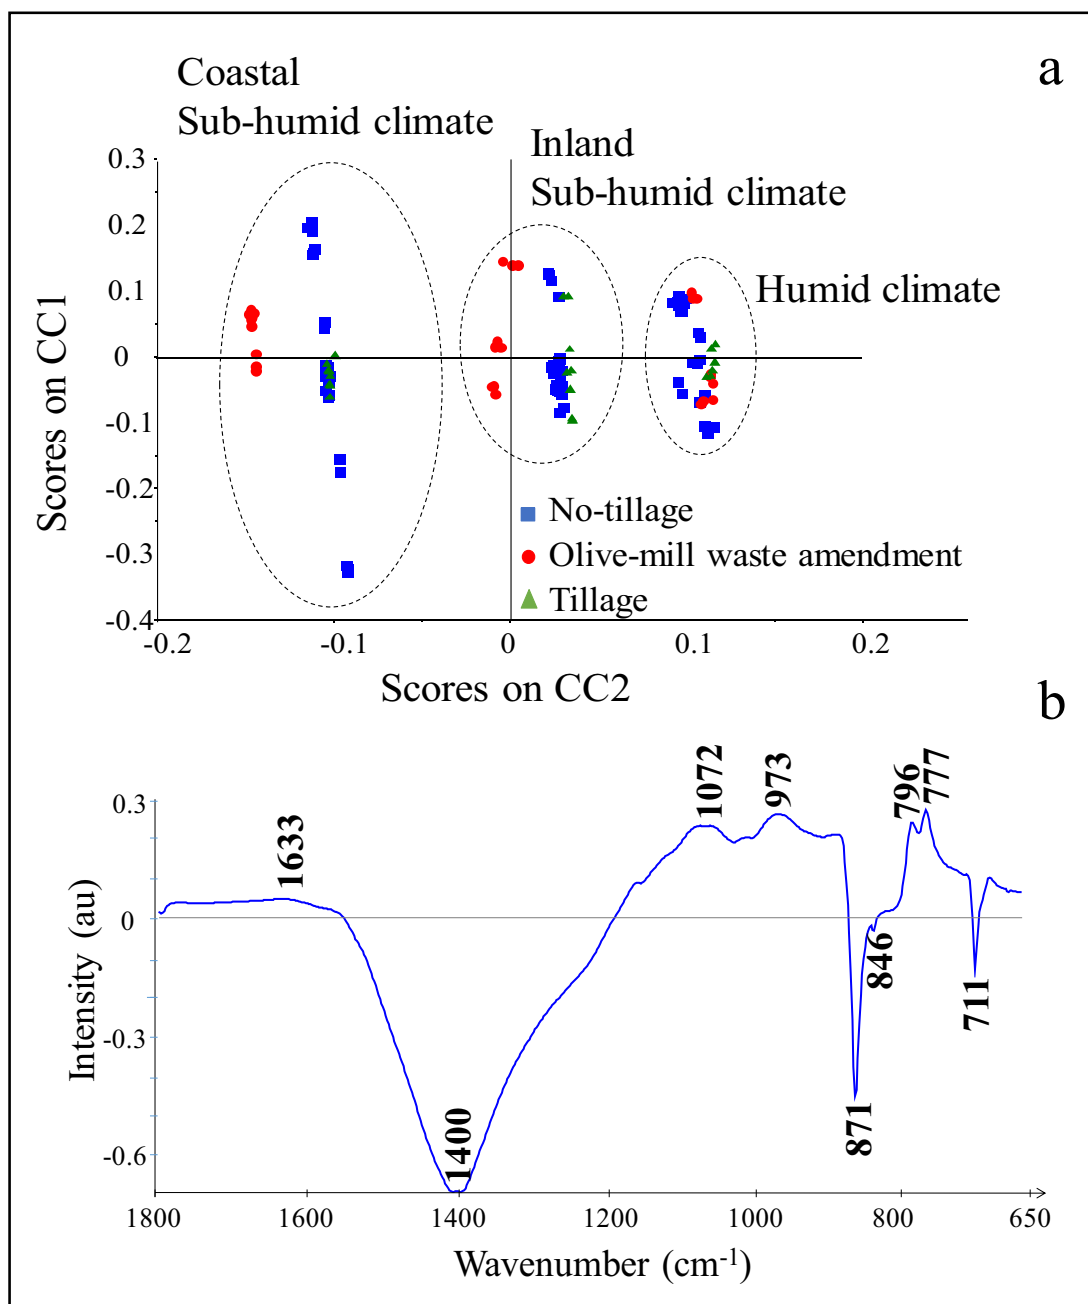 a
Coastal
Sub-humid climate
Inland
Sub-humid climate
Humid climate
Scores on CC1
0.3
0.2
0.1
0
-0.1
-0.2
-0.3
-0.4
No-tillage
Olive-mill waste amendment
Tillage
-0.2
-0.1
0
0.1
0.2
Scores on CC2
b
Intensity (au)
0.3
0
-0.3
-0.6
1633
1400
1072
973
871
846
796
777
711
1800
1600
1400
1200
1000
800
650
Wavenumber (cm⁻¹)